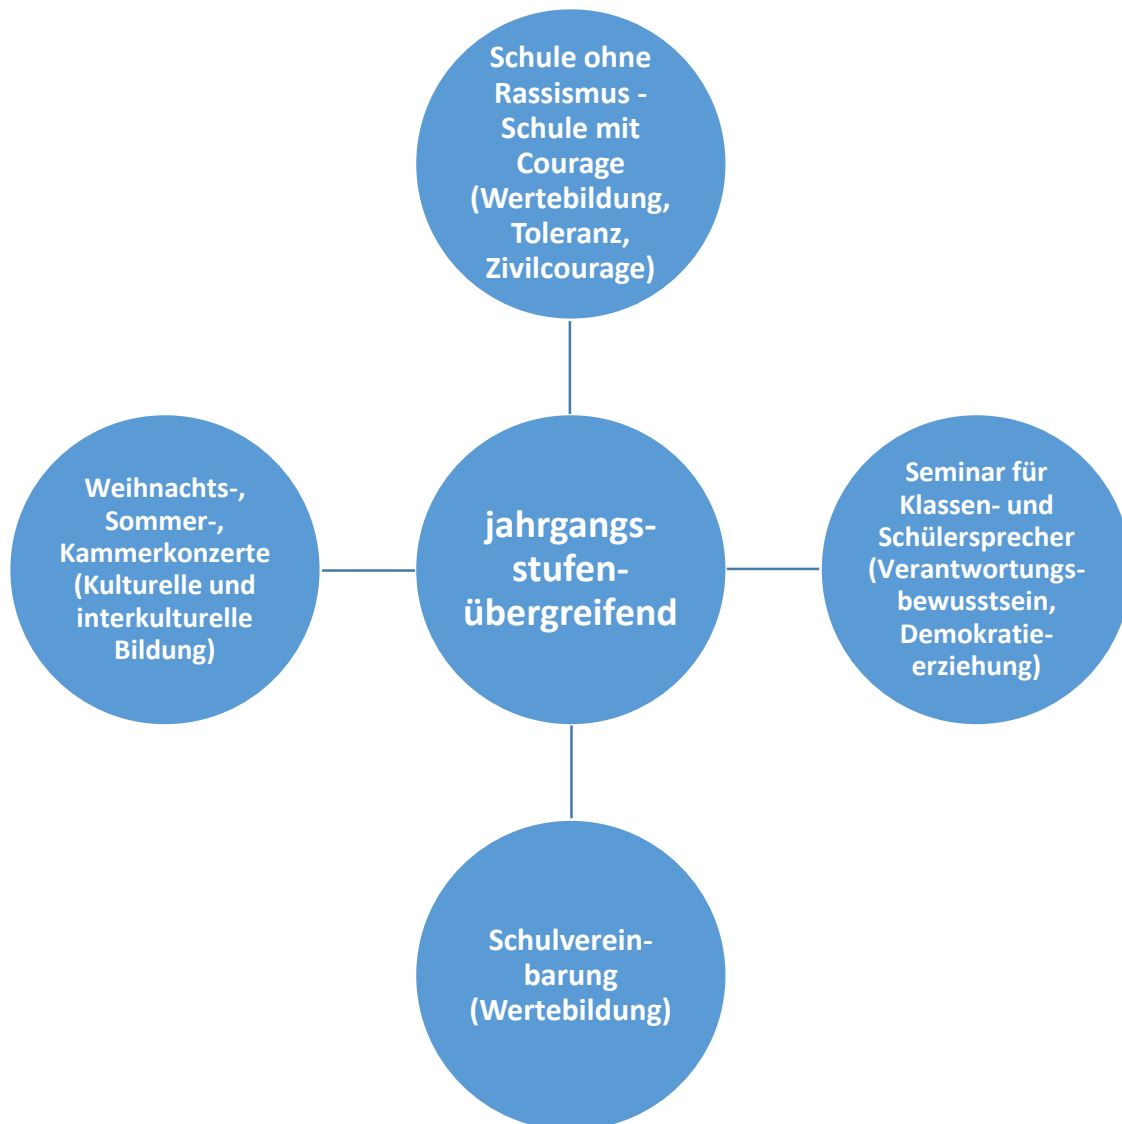 Schule ohne
Rassismus -
Schule mit
Courage
(Wertebildung,
Toleranz,
Zivilcourage)
Weihnachts-,
Sommer-,
Kammerkonzerte
(Kulturelle und
interkulturelle
Bildung)
jahrgangs-
stufen-
übergreifend
Seminar für
Klassen- und
Schülersprecher
(Verantwortungs-
bewusstsein,
Demokratie-
erziehung)
Schulverein-
barung
(Wertebildung)